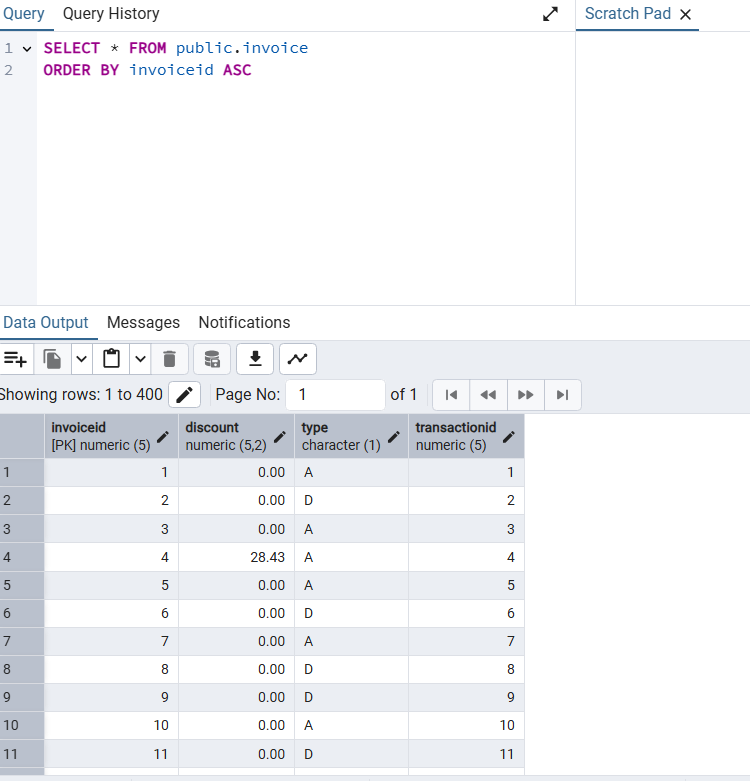 Query Query History Scratch Pad
1 SELECT * FROM public.invoice
2 ORDER BY invoiceid ASC
Data Output Messages Notifications
Showing rows: 1 to 400 Page No: 1 of 1
invoiceid discount type transactionid
[PK] numeric (5) numeric (5,2) character (1) numeric (5)
1 1 0.00 A 1
2 2 0.00 D 2
3 3 0.00 A 3
4 4 28.43 A 4
5 5 0.00 A 5
6 6 0.00 D 6
7 7 0.00 A 7
8 8 0.00 D 8
9 9 0.00 D 9
10 10 0.00 A 10
11 11 0.00 D 11